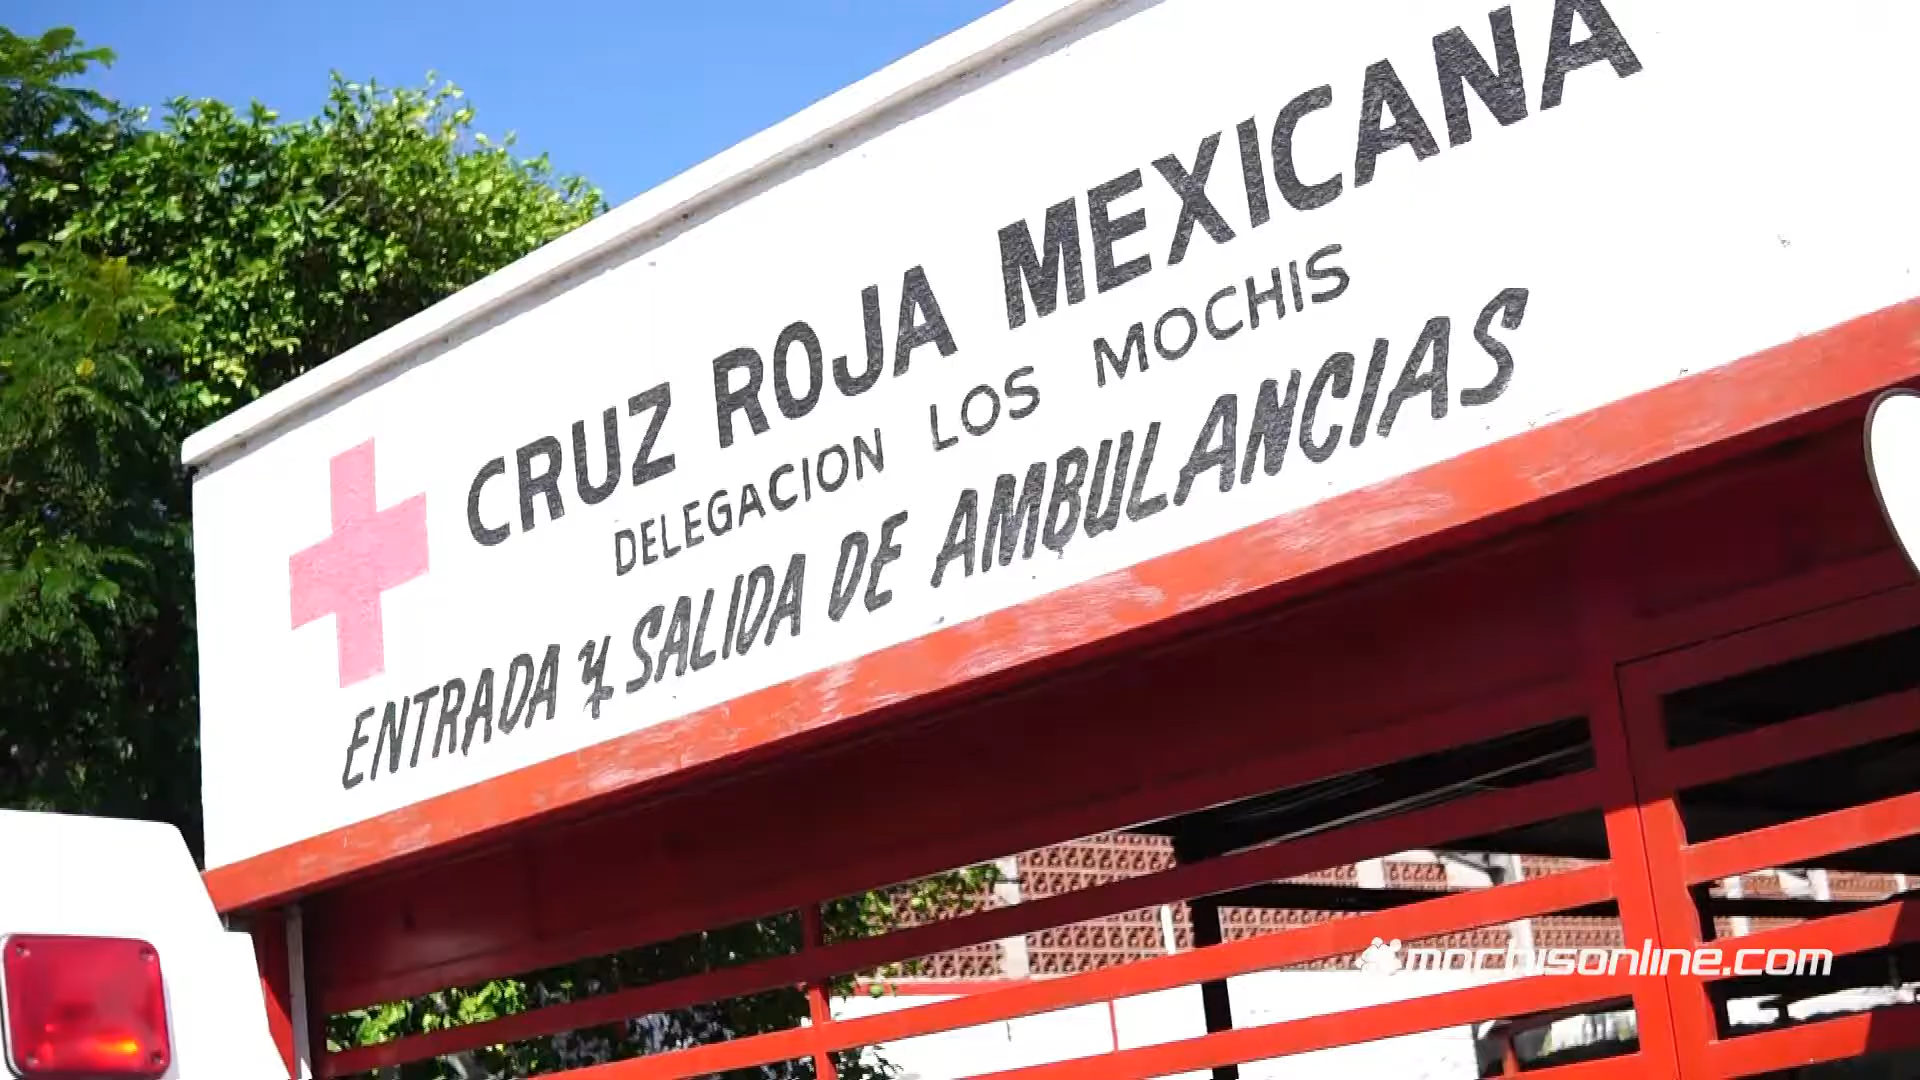 CRUZ ROJA MEXICANA
DELEGACION LOS MOCHIS
ENTRADA Y SALIDA DE AMBULANCIAS
mochisonline.com